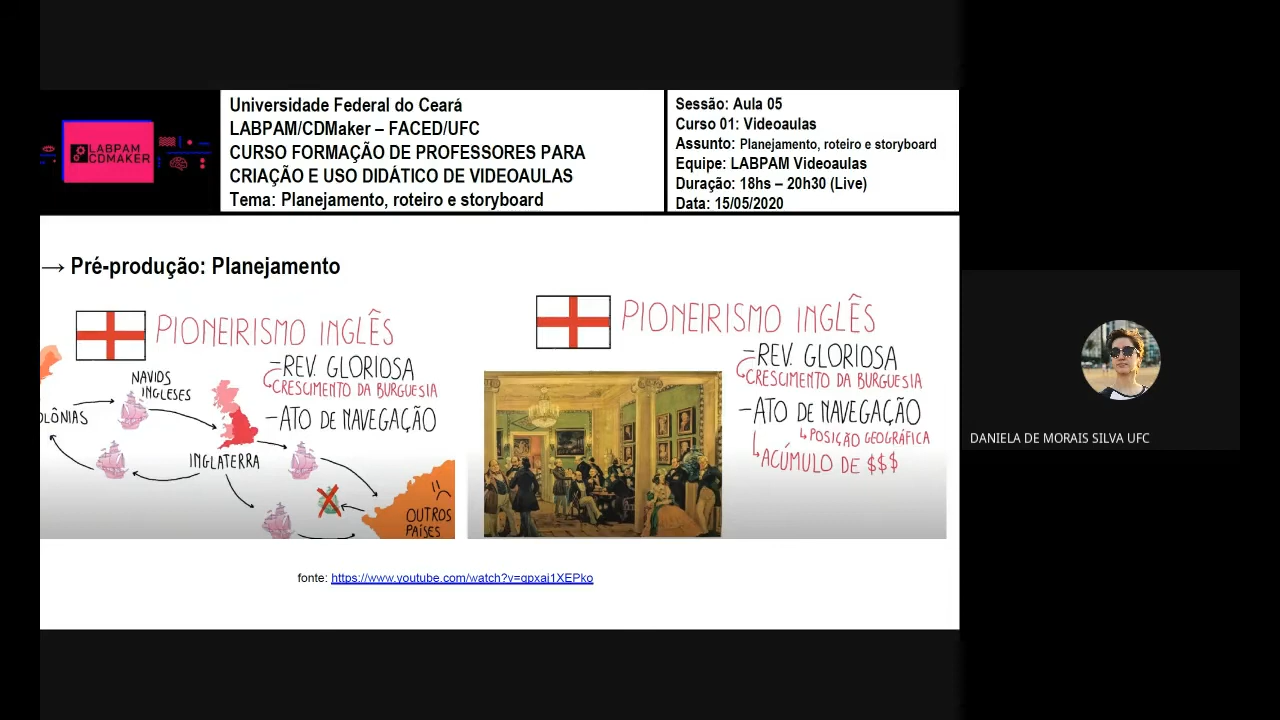 LABPAM
CDMAKER
Universidade Federal do Ceará
LABPAM/CDMaker – FACED/UFC
CURSO FORMAÇÃO DE PROFESSORES PARA
CRIAÇÃO E USO DIDÁTICO DE VIDEOAULAS
Tema: Planejamento, roteiro e storyboard
Sessão: Aula 05
Curso 01: Videoaulas
Assunto: Planejamento, roteiro e storyboard
Equipe: LABPAM Videoaulas
Duração: 18hs – 20h30 (Live)
Data: 15/05/2020
→ Pré-produção: Planejamento
PIONEIRISMO INGLÊS
-REV. GLORIOSA
CRESCIMENTO DA BURGUESIA
-ATO DE NAVEGAÇÃO
NAVIOS
INGLESES
OLÔNIAS
INGLATERRA
OUTROS
PAÍSES
PIONEIRISMO INGLÊS
-REV. GLORIOSA
CRESCIMENTO DA BURGUESIA
-ATO DE NAVEGAÇÃO
POSIÇÃO GEOGRÁFICA
ACÚMULO DE $$$
fonte: https://www.youtube.com/watch?v=qpxaj1XEPko
DANIELA DE MORAIS SILVA UFC